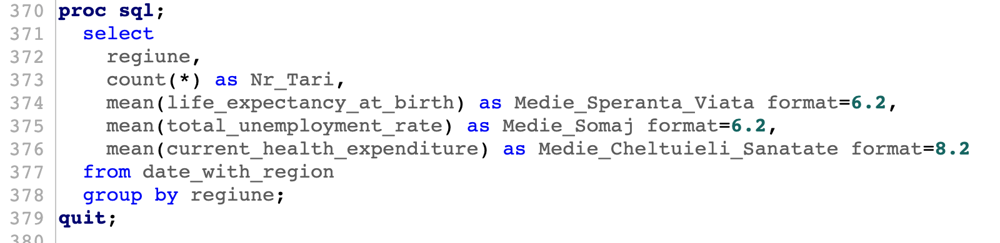 370 proc sql;
371 select
372 regiune,
373 count(*) as Nr_Tari,
374 mean(life_expectancy_at_birth) as Medie_Speranta_Viata format=6.2,
375 mean(total_unemployment_rate) as Medie_Somaj format=6.2,
376 mean(current_health_expenditure) as Medie_Cheltuieli_Sanatate format=8.2
377 from date_with_region
378 group by regiune;
379 quit;
380